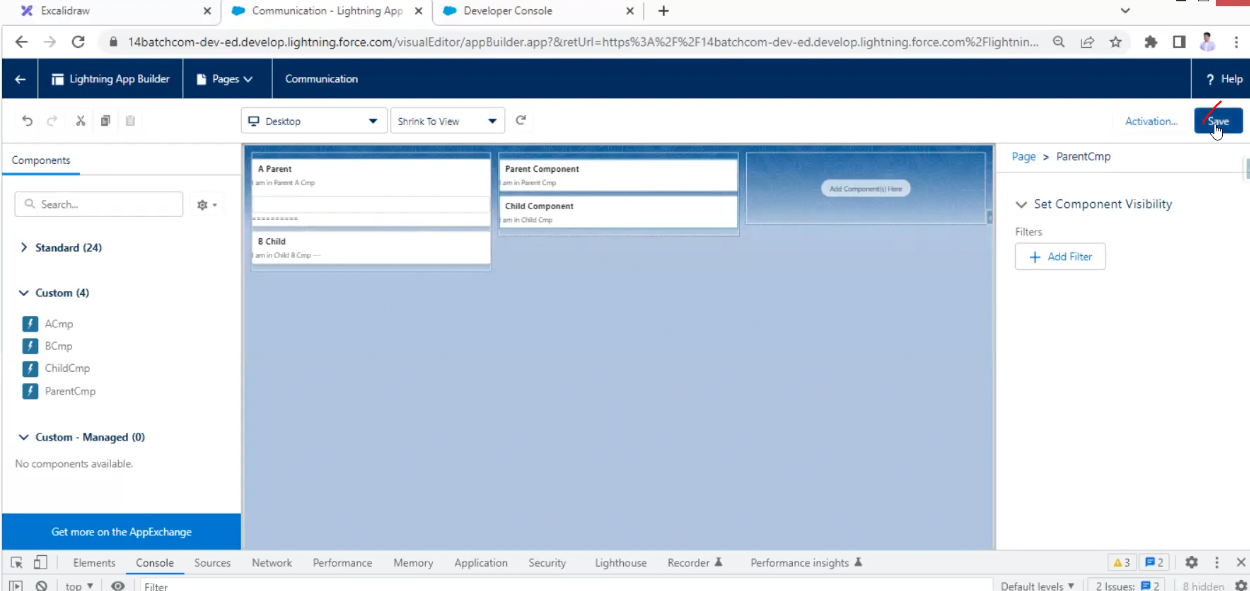 Excalidraw
Communication - Lightning App
Developer Console
14batchcom-dev-ed.develop.lightning.force.com/visualEditor/appBuilder.app?&retUrl=https%3A%2F%2F14batchcom-dev-ed.develop.lightning.force.com%2Flightnin...
Lightning App Builder
Pages
Communication
? Help
Desktop
Shrink To View
Activation...
Save
Components
Search...
Standard (24)
Custom (4)
ACmp
BCmp
ChildCmp
ParentCmp
Custom - Managed (0)
No components available.
Get more on the AppExchange
A Parent
I am in Parent A Cmp
==========
B Child
I am in Child B Cmp ---
Parent Component
I am in Parent Cmp
Child Component
I am in Child Cmp
Add Component(s) Here
Page > ParentCmp
Set Component Visibility
Filters
+ Add Filter
Elements
Console
Sources
Network
Performance
Memory
Application
Security
Lighthouse
Recorder
Performance insights
3
2
top
Filter
Default levels
2 Issues: 2
8 hidden